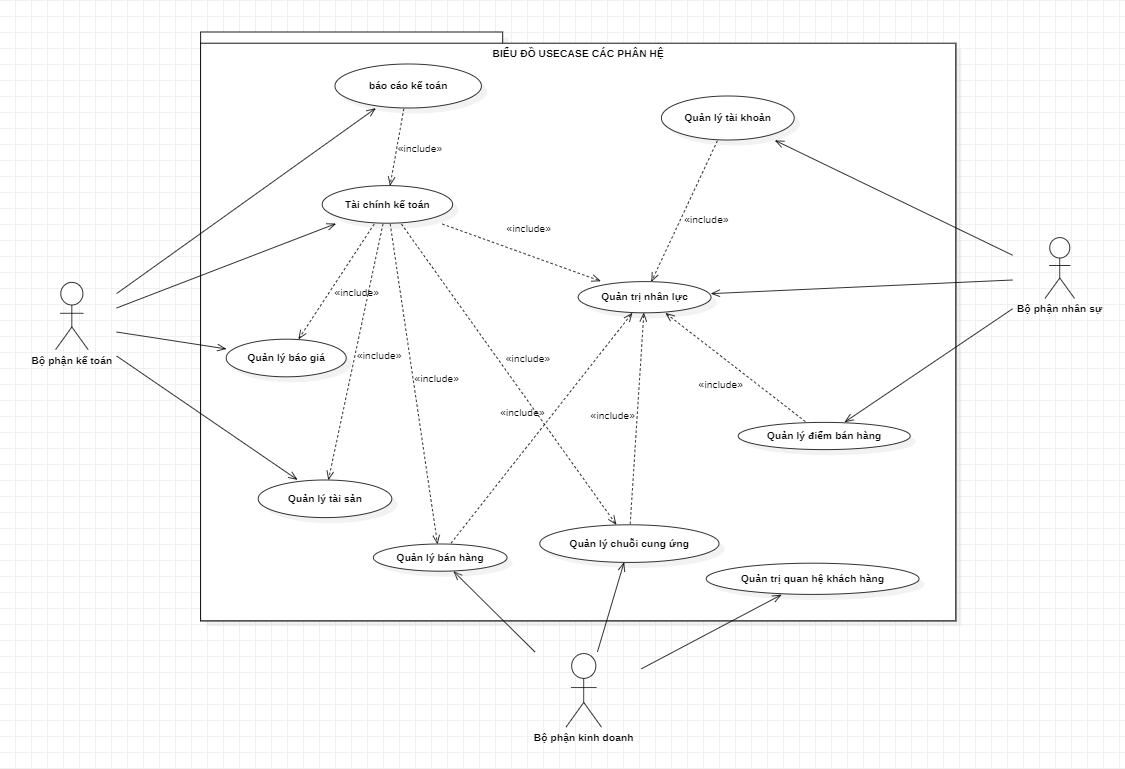 BIỂU ĐỒ USECASE CÁC PHÂN HỆ
báo cáo kế toán
Quản lý tài khoản
«include»
Tài chính kế toán
«include»
«include»
Quản trị nhân lực
«include»
Bộ phận nhân sự
Bộ phận kế toán
Quản lý báo giá
«include»
«include»
«include»
«include»
«include»
«include»
Quản lý điểm bán hàng
Quản lý tài sản
Quản lý bán hàng
Quản lý chuỗi cung ứng
Quản trị quan hệ khách hàng
Bộ phận kinh doanh